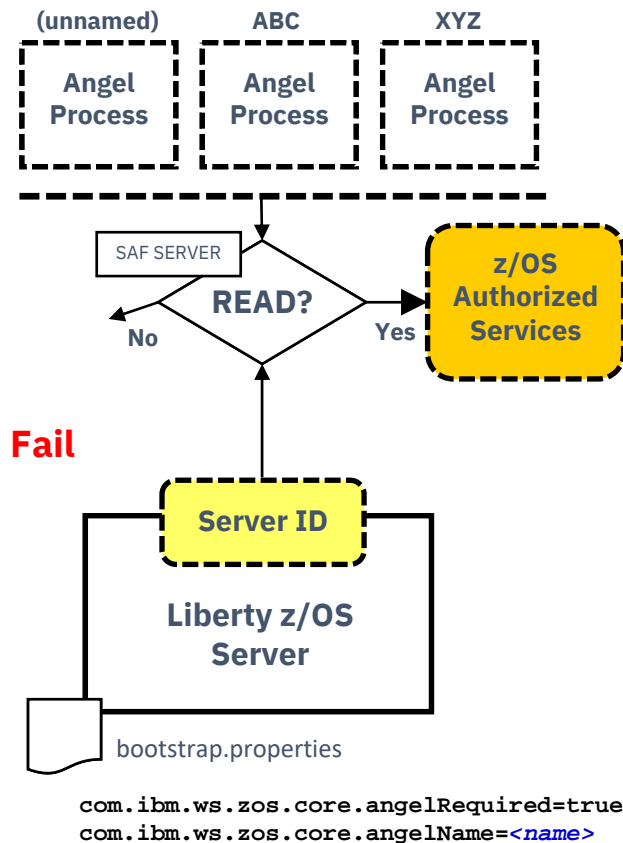 (unnamed)
ABC
XYZ
Angel
Process
Angel
Process
Angel
Process
SAF SERVER
READ?
z/OS
Authorized
Services
No
Yes
Fail
Server ID
Liberty z/OS
Server
bootstrap.properties
com.ibm.ws.zos.core.angelRequired=true
com.ibm.ws.zos.core.angelName=<name>